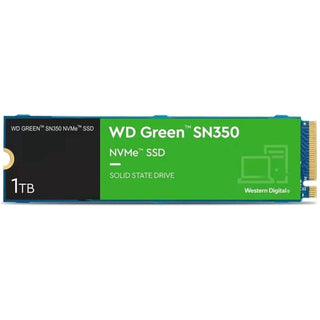 WD GREEN™ SN350 NVMe™ SSD
1TB
WD Green™ SN350
NVMe™ SSD
SOLID STATE DRIVE
Western Digital®